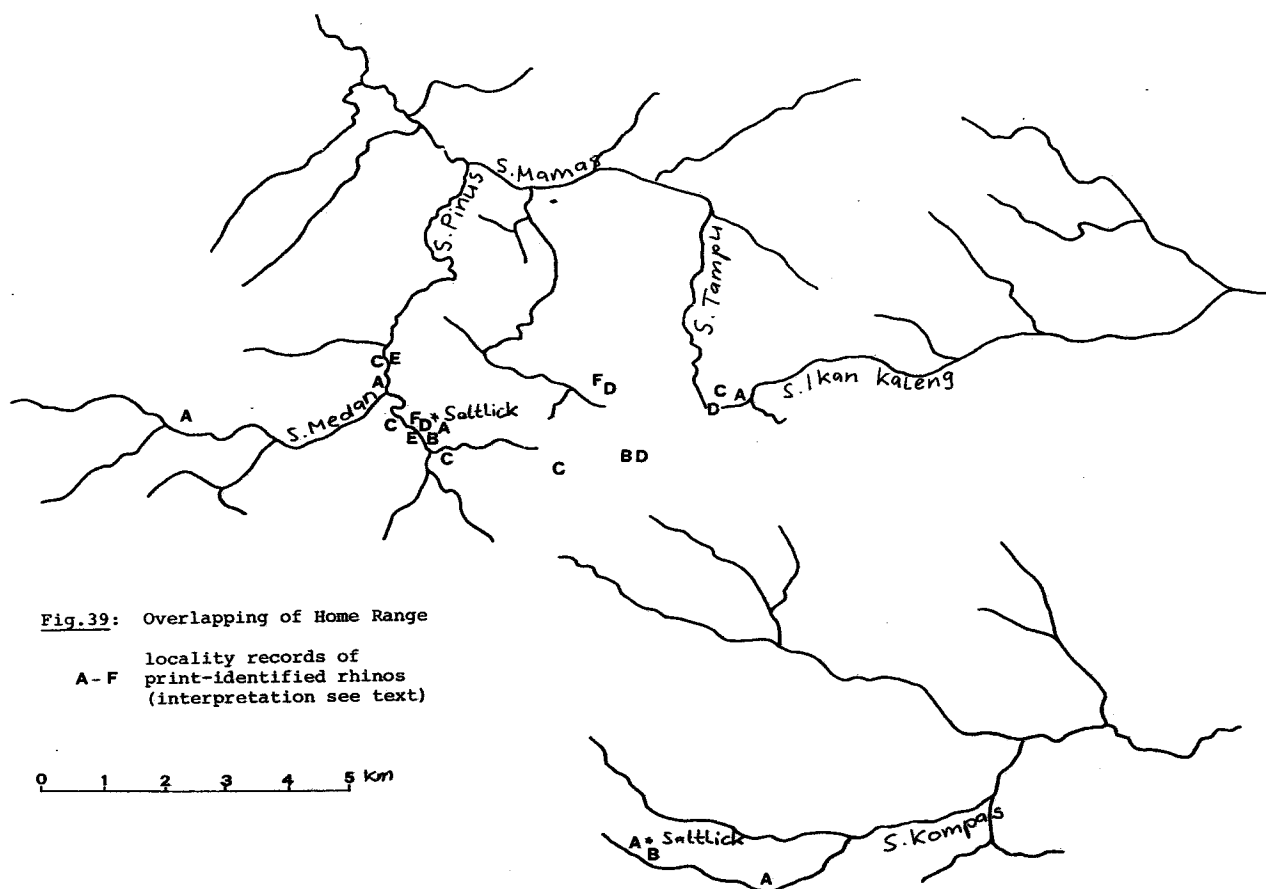 S. Mamas
S. Pinus
S. Tampu
C E
F D
A
C A
S. Ikan Kaleng
D
A
S. Medan
F D * Saltlick
A
C
E B
C
C
B D
Fig.39: Overlapping of Home Range
locality records of
A - F print-identified rhinos
(interpretation see text)
0 1 2 3 4 5 km
A * Saltlick
B
S. Kompas
A